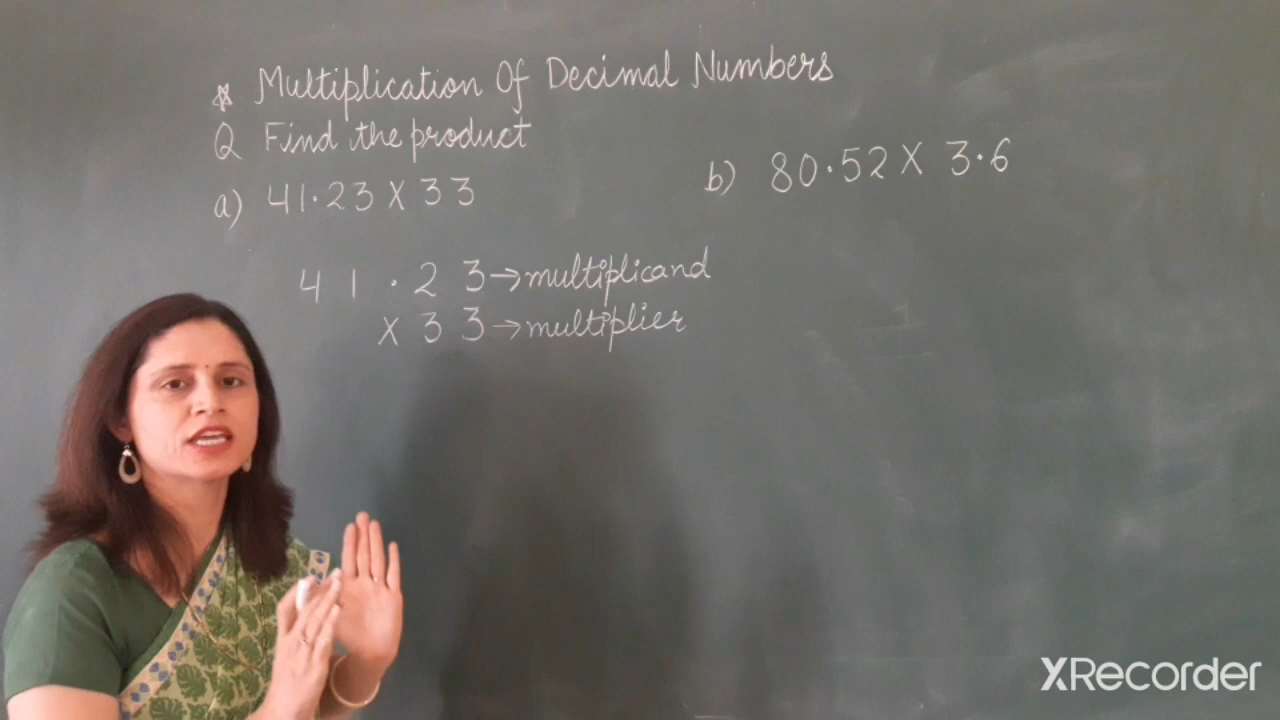 * Multiplication Of Decimal Numbers
Q Find the product
a) 41.23 X 33
b) 80.52 X 3.6
4 1 . 2 3 → multiplicand
X 3 3 → multiplier
XRecorder